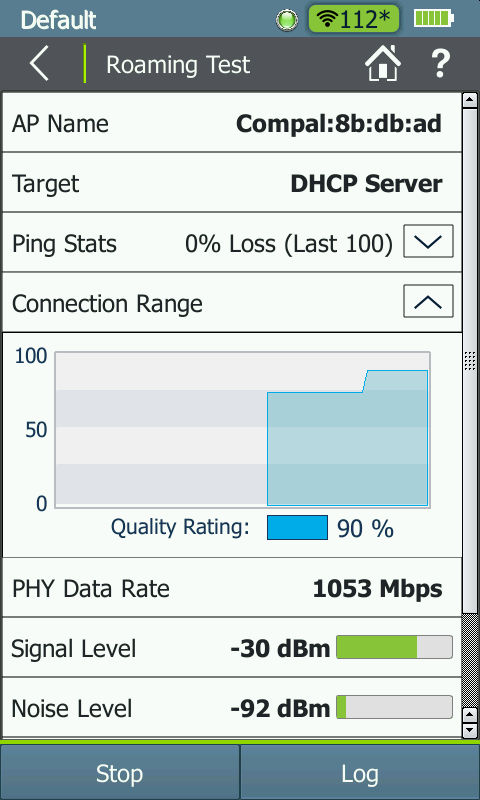 Default 112*
Roaming Test ?
AP Name Compal:8b:db:ad
Target DHCP Server
Ping Stats 0% Loss (Last 100)
Connection Range
100
50
0
Quality Rating: 90 %
PHY Data Rate 1053 Mbps
Signal Level -30 dBm
Noise Level -92 dBm
Stop Log